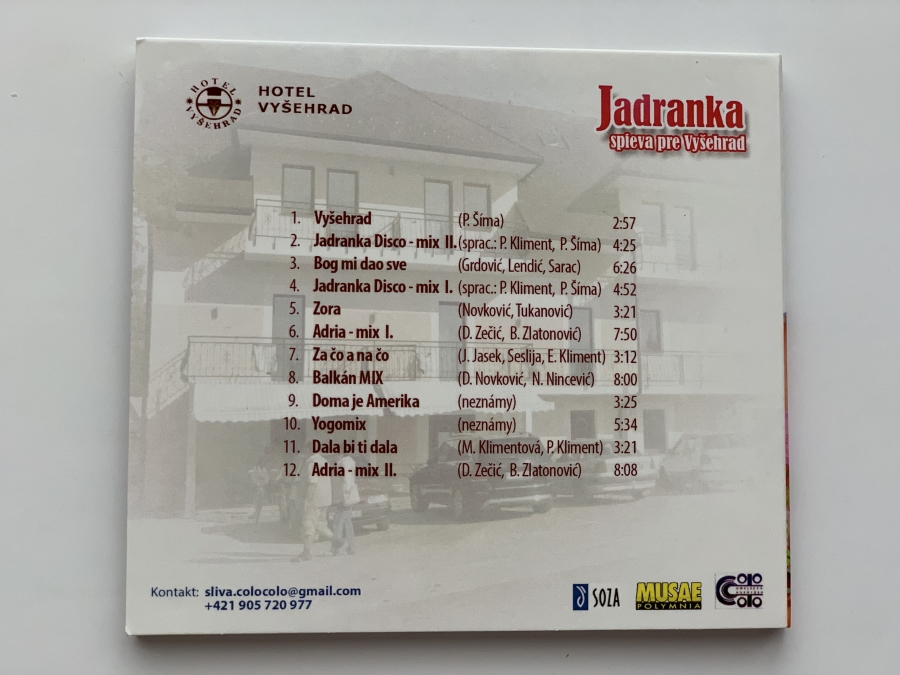 HOTEL VYŠEHRAD
HOTEL
VYŠEHRAD
Jadranka
spieva pre Vyšehrad
1. Vyšehrad (P. Šíma) 2:57
2. Jadranka Disco - mix II. (sprac.: P. Kliment, P. Šíma) 4:25
3. Bog mi dao sve (Grdović, Lendić, Sarac) 6:26
4. Jadranka Disco - mix I. (sprac.: P. Kliment, P. Šíma) 4:52
5. Zora (Novković, Tukanović) 3:21
6. Adria - mix I. (D. Zečić, B. Zlatonović) 7:50
7. Za čo a na čo (J. Jasek, Seslija, E. Kliment) 3:12
8. Balkán MIX (D. Novković, N. Nincević) 8:00
9. Doma je Amerika (neznámy) 3:25
10. Yogomix (neznámy) 5:34
11. Dala bi ti dala (M. Klimentová, P. Kliment) 3:21
12. Adria - mix II. (D. Zečić, B. Zlatonović) 8:08
Kontakt: sliva.colocolo@gmail.com
+421 905 720 977
SOZA
MUSAE
POLYMNIA
Colo
Colo